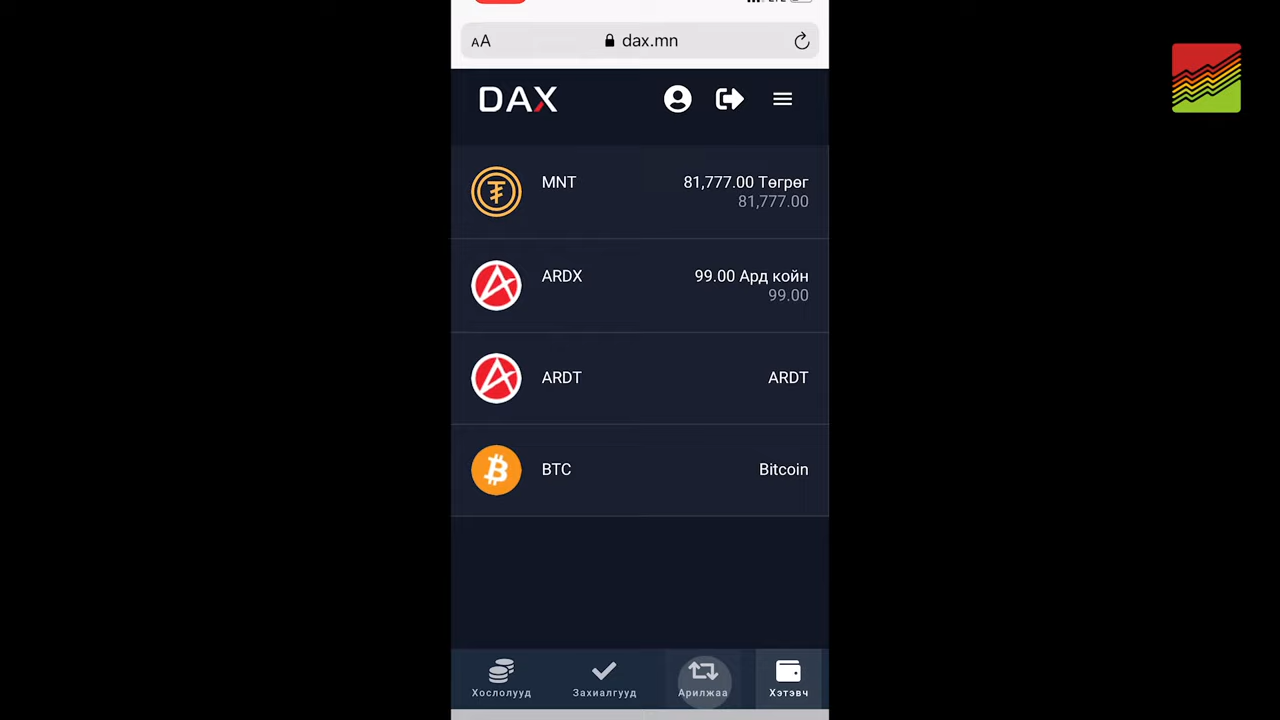 AA
dax.mn
DAX
MNT
81,777.00 Төгрөг
81,777.00
ARDX
99.00 Ард койн
99.00
ARDT
ARDT
BTC
Bitcoin
Хослолууд
Захиалгууд
Арилжаа
Хэтэвч